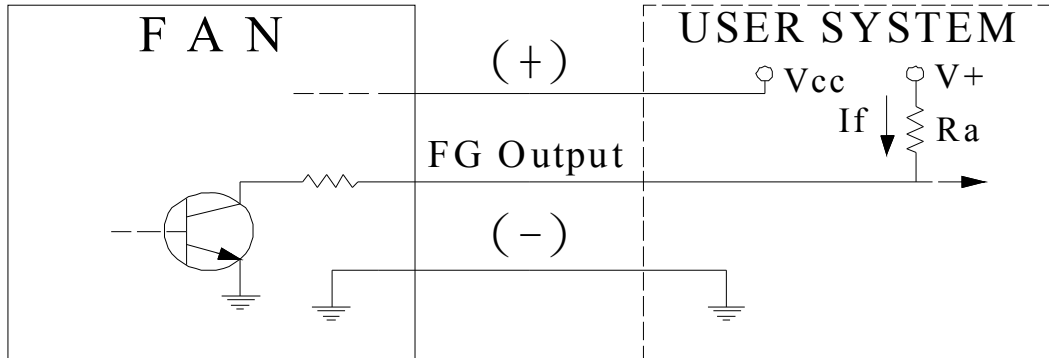 F A N
USER SYSTEM
(+)
Vcc
V+
If
Ra
FG Output
(-)